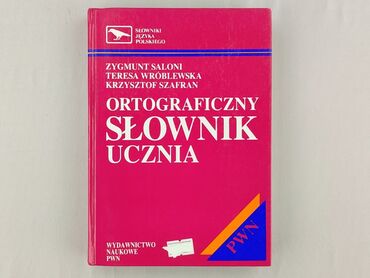 SŁOWNIKI
JĘZYKA
POLSKIEGO
ZYGMUNT SALONI
TERESA WRÓBLEWSKA
KRZYSZTOF SZAFRAN
ORTOGRAFICZNY
SŁOWNIK
UCZNIA
WYDAWNICTWO
NAUKOWE
PWN
PWN